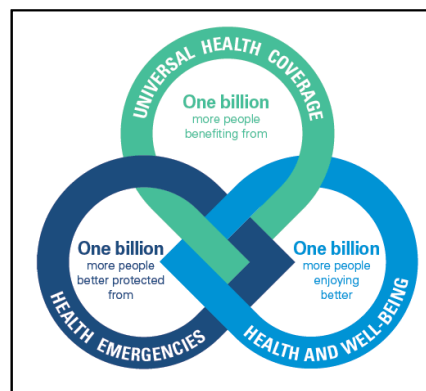 UNIVERSAL HEALTH COVERAGE
One billion
more people
benefiting from
One billion
more people
better protected
from
HEALTH EMERGENCIES
One billion
more people
enjoying
better
HEALTH AND WELL-BEING